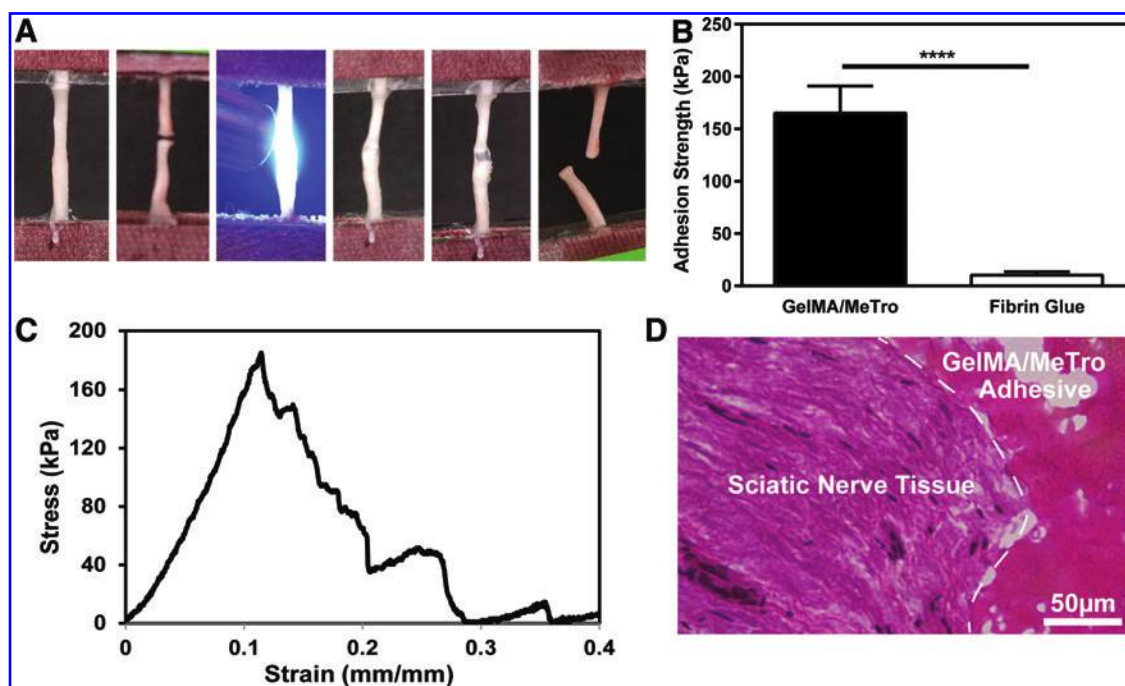 A
B
250
200
150
100
50
0
Adhesion Strength (kPa)
****
GelMA/MeTro
Fibrin Glue
C
200
160
120
80
40
0
Stress (kPa)
0
0.1
0.2
0.3
0.4
Strain (mm/mm)
D
GelMA/MeTro
Adhesive
Sciatic Nerve Tissue
50μm